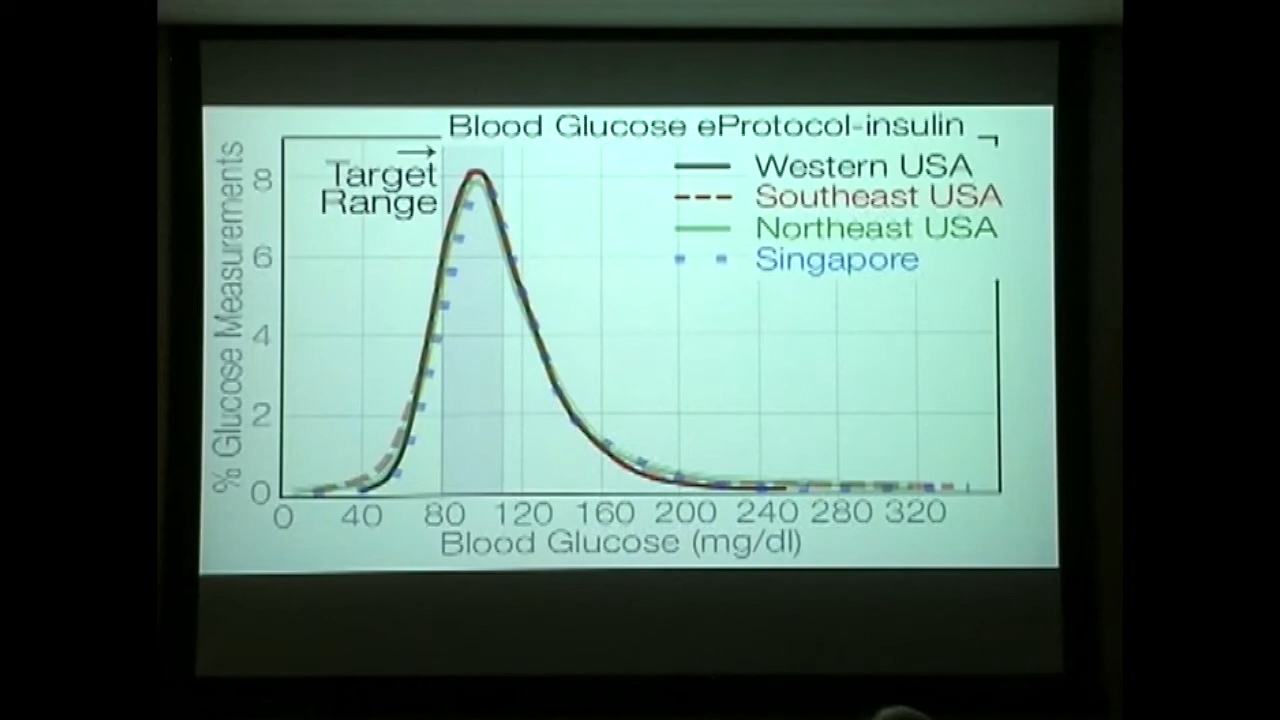 Blood Glucose eProtocol-insulin
Target
Range
Western USA
Southeast USA
Northeast USA
Singapore
% Glucose Measurements
8
6
4
2
0
0 40 80 120 160 200 240 280 320
Blood Glucose (mg/dl)